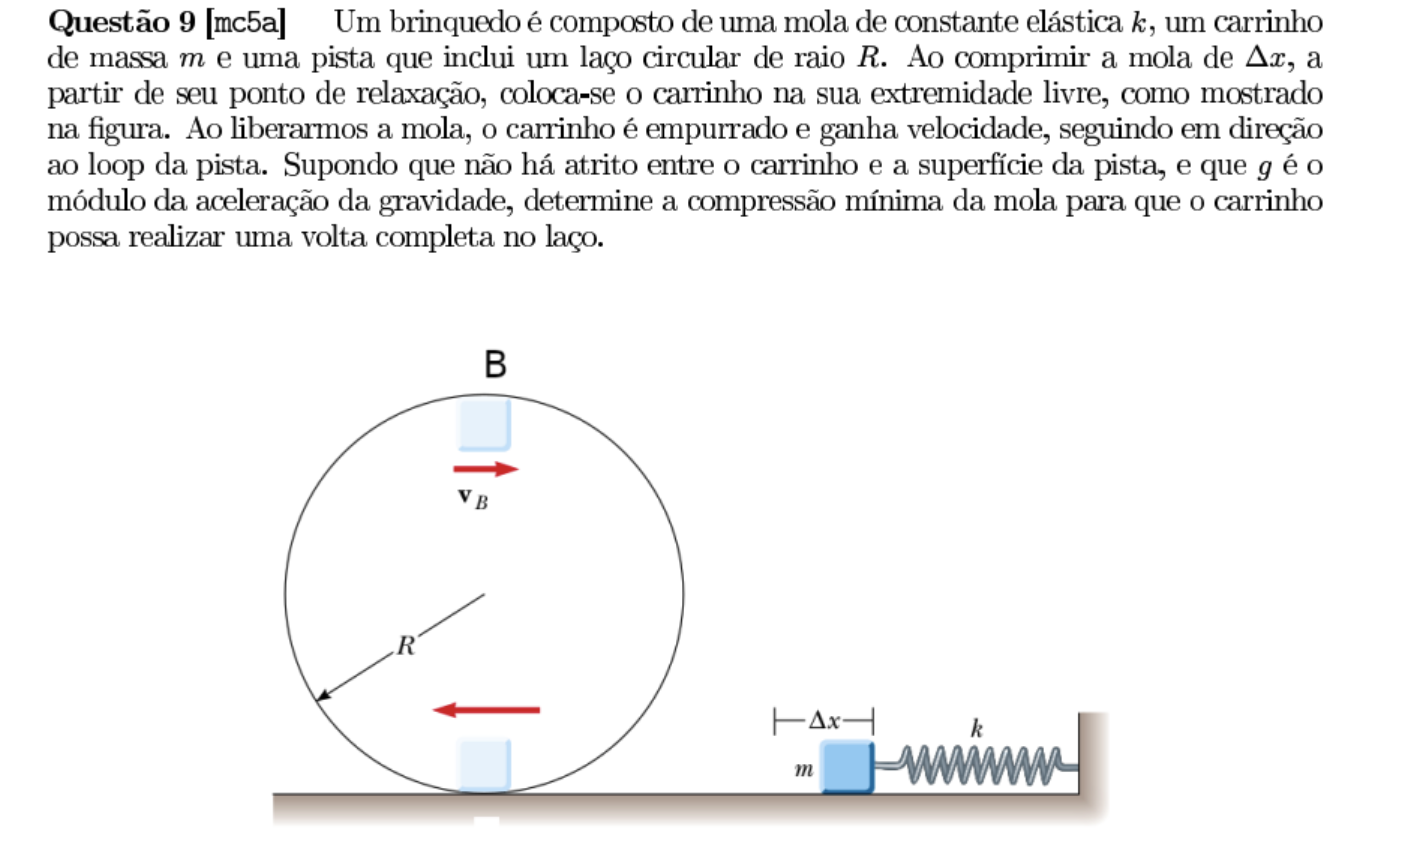 Questão 9 [mc5a] Um brinquedo é composto de uma mola de constante elástica k, um carrinho
de massa m e uma pista que inclui um laço circular de raio R. Ao comprimir a mola de Δx, a
partir de seu ponto de relaxação, coloca-se o carrinho na sua extremidade livre, como mostrado
na figura. Ao liberarmos a mola, o carrinho é empurrado e ganha velocidade, seguindo em direção
ao loop da pista. Supondo que não há atrito entre o carrinho e a superfície da pista, e que g é o
módulo da aceleração da gravidade, determine a compressão mínima da mola para que o carrinho
possa realizar uma volta completa no laço.
B
v_B
R
Δx
k
m